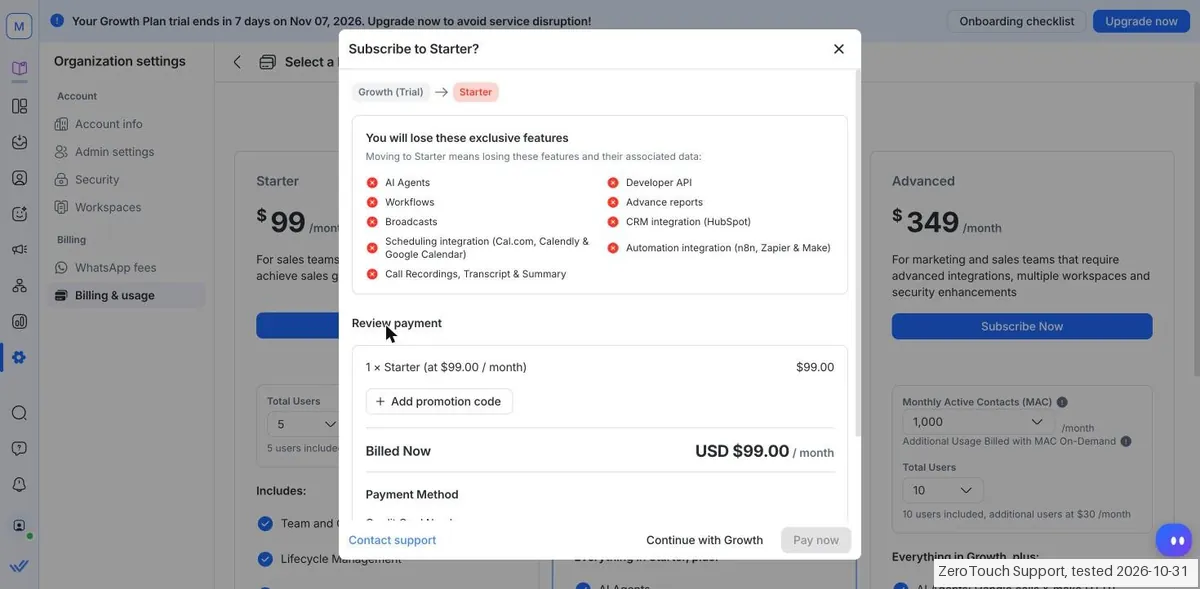 M
Your Growth Plan trial ends in 7 days on Nov 07, 2026. Upgrade now to avoid service disruption!
Onboarding checklist
Upgrade now
Organization settings
Account
Account info
Admin settings
Security
Workspaces
Billing
WhatsApp fees
Billing & usage
Select a
Starter
$99
For sales teams
achieve sales g
Total Users
5
5 users include
Includes:
Team and
Lifecycle Management
Subscribe to Starter?
Growth (Trial) → Starter
You will lose these exclusive features
Moving to Starter means losing these features and their associated data:
AI Agents
Developer API
Workflows
Advance reports
Broadcasts
CRM integration (HubSpot)
Scheduling integration (Cal.com, Calendly &
Google Calendar)
Automation integration (n8n, Zapier & Make)
Call Recordings, Transcript & Summary
Review payment
1 × Starter (at $99.00 / month) $99.00
+ Add promotion code
Billed Now USD $99.00 / month
Payment Method
Contact support
Continue with Growth
Pay now
Everything in Starter, plus:
AI Agents
Advanced
$349 /month
For marketing and sales teams that require
advanced integrations, multiple workspaces and
security enhancements
Subscribe Now
Monthly Active Contacts (MAC)
1,000 /month
Additional Usage Billed with MAC On-Demand
Total Users
10
10 users included, additional users at $30 /month
Everything in Growth, plus:
ZeroTouch Support, tested 2026-10-31